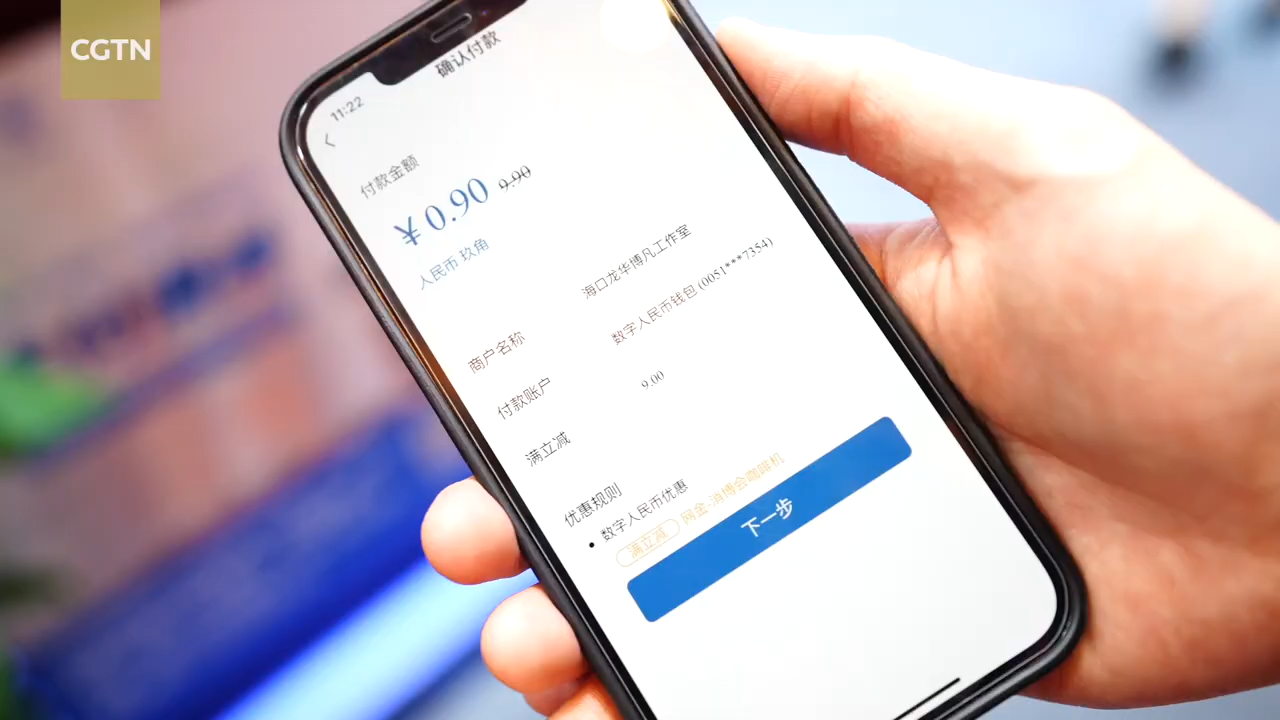 CGTN
11:22
确认付款
付款金额
¥ 0.90 9.90
人民币 玖角
商户名称 海口龙华博凡工作室
付款账户 数字人民币钱包 (0051***7354)
满立减 9.00
优惠规则
• 数字人民币优惠
满立减 网金-消博会咖啡机
下一步